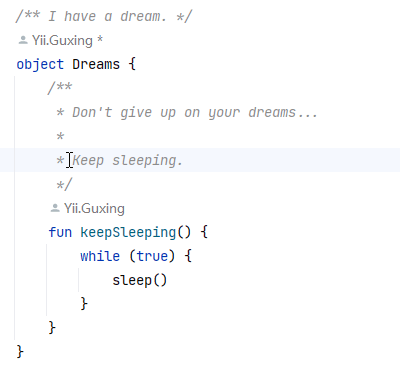 /** I have a dream. */
Yii.Guxing *
object Dreams {
/**
* Don't give up on your dreams...
*
* Keep sleeping.
*/
Yii.Guxing
fun keepSleeping() {
while (true) {
sleep()
}
}
}